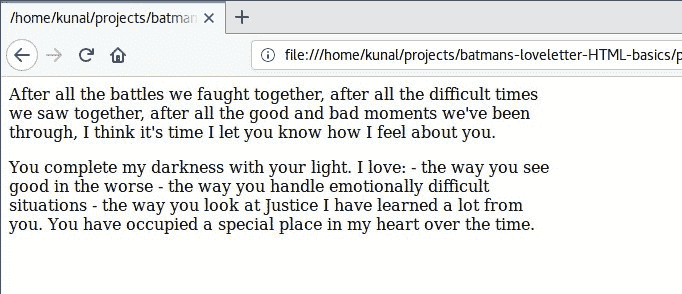 /home/kunal/projects/batman
file:///home/kunal/projects/batmans-loveletter-HTML-basics/p
After all the battles we faught together, after all the difficult times
we saw together, after all the good and bad moments we've been
through, I think it's time I let you know how I feel about you.
You complete my darkness with your light. I love: - the way you see
good in the worse - the way you handle emotionally difficult
situations - the way you look at Justice I have learned a lot from
you. You have occupied a special place in my heart over the time.